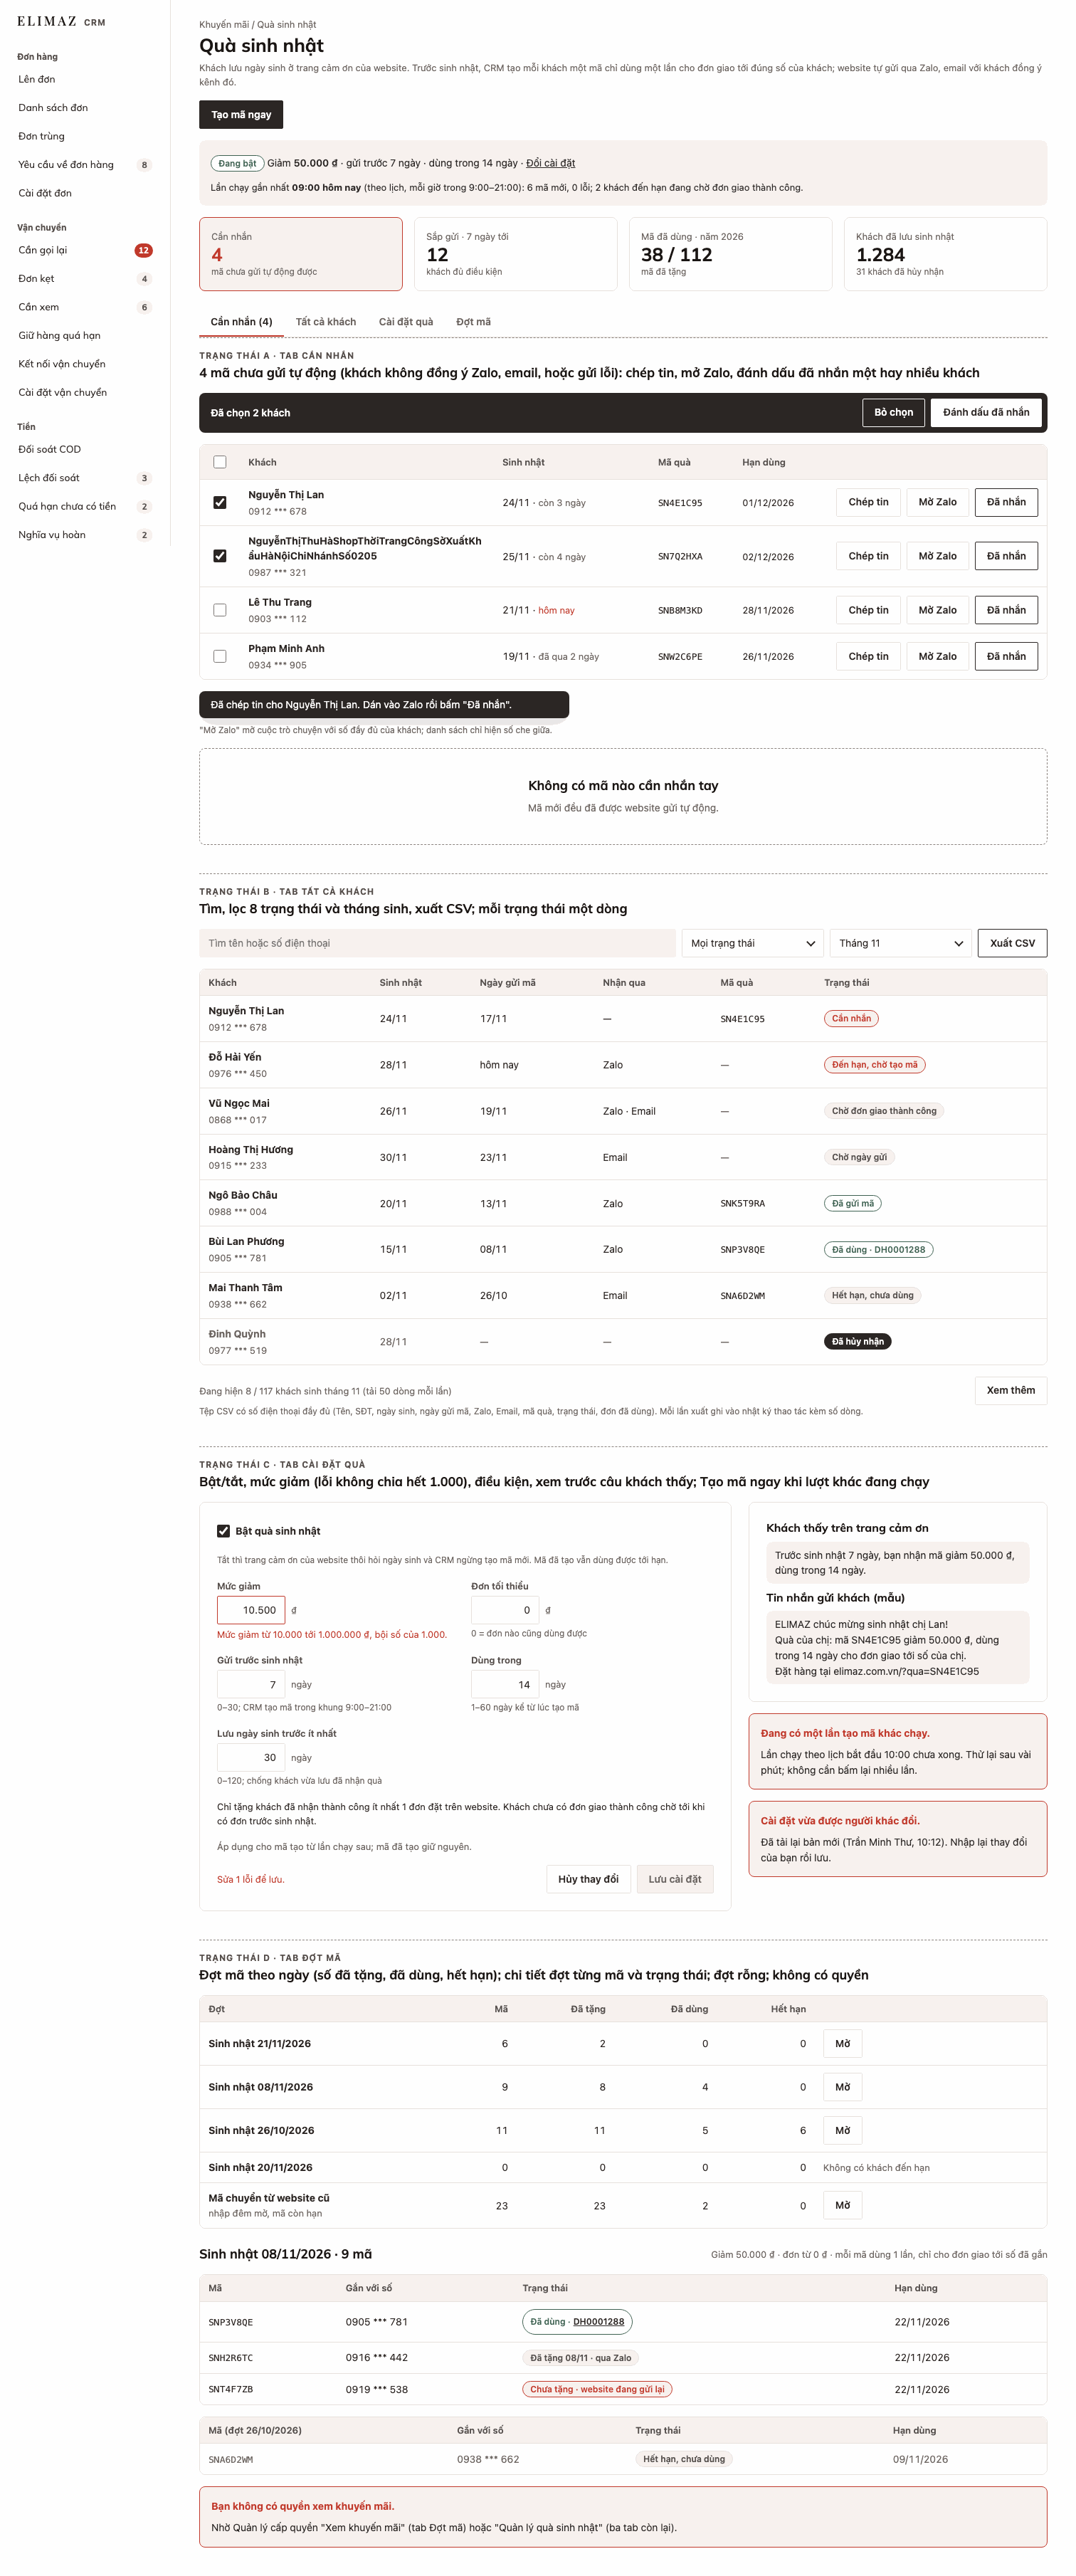 ELIMAZ CRM
Đơn hàng
Lên đơn
Danh sách đơn
Đơn trùng
Yêu cầu về đơn hàng 8
Cài đặt đơn
Vận chuyển
Cần gọi lại 12
Đơn kẹt 4
Cần xem 6
Giữ hàng quá hạn
Kết nối vận chuyển
Cài đặt vận chuyển
Tiền
Đối soát COD
Lệch đối soát 3
Quá hạn chưa có tiền 2
Nghĩa vụ hoàn 2
Khuyến mãi / Quà sinh nhật
Quà sinh nhật
Khách lưu ngày sinh ở trang cảm ơn của website. Trước sinh nhật, CRM tạo mỗi khách một mã chỉ dùng một lần cho đơn giao tới đúng số của khách; website tự gửi qua Zalo, email với khách đồng ý
kênh đó.
Tạo mã ngay
Đang bật Giảm 50.000 ₫ · gửi trước 7 ngày · dùng trong 14 ngày · Đổi cài đặt
Lần chạy gần nhất 09:00 hôm nay (theo lịch, mỗi giờ trong 9:00–21:00): 6 mã mới, 0 lỗi; 2 khách đến hạn đang chờ đơn giao thành công.
Cần nhắn
4
mã chưa gửi tự động được
Sắp gửi · 7 ngày tới
12
khách đủ điều kiện
Mã đã dùng · năm 2026
38 / 112
mã đã tặng
Khách đã lưu sinh nhật
1.284
31 khách đã hủy nhận
Cần nhắn (4) Tất cả khách Cài đặt quà Đợt mã
TRẠNG THÁI A · TAB CẦN NHẮN
4 mã chưa gửi tự động (khách không đồng ý Zalo, email, hoặc gửi lỗi): chép tin, mở Zalo, đánh dấu đã nhắn một hay nhiều khách
Đã chọn 2 khách Bỏ chọn Đánh dấu đã nhắn
Khách Sinh nhật Mã quà Hạn dùng
Nguyễn Thị Lan
0912 *** 678 24/11 · còn 3 ngày SN4E1C95 01/12/2026 Chép tin Mở Zalo Đã nhắn
NguyễnThịThuHàShopThờiTrangCôngSởXuấtKh
ẩuHàNộiChiNhánhSố0205
0987 *** 321 25/11 · còn 4 ngày SN7Q2HXA 02/12/2026 Chép tin Mở Zalo Đã nhắn
Lê Thu Trang
0903 *** 112 21/11 · hôm nay SNB8M3KD 28/11/2026 Chép tin Mở Zalo Đã nhắn
Phạm Minh Anh
0934 *** 905 19/11 · đã qua 2 ngày SNW2C6PE 26/11/2026 Chép tin Mở Zalo Đã nhắn
Đã chép tin cho Nguyễn Thị Lan. Dán vào Zalo rồi bấm "Đã nhắn".
"Mở Zalo" mở cuộc trò chuyện với số đầy đủ của khách; danh sách chỉ hiện số che giữa.
Không có mã nào cần nhắn tay
Mã mới đều đã được website gửi tự động.
TRẠNG THÁI B · TAB TẤT CẢ KHÁCH
Tìm, lọc 8 trạng thái và tháng sinh, xuất CSV; mỗi trạng thái một dòng
Tìm tên hoặc số điện thoại Mọi trạng thái Tháng 11 Xuất CSV
Khách Sinh nhật Ngày gửi mã Nhận qua Mã quà Trạng thái
Nguyễn Thị Lan
0912 *** 678 24/11 17/11 — SN4E1C95 Cần nhắn
Đỗ Hải Yến
0976 *** 450 28/11 hôm nay Zalo — Đến hạn, chờ tạo mã
Vũ Ngọc Mai
0868 *** 017 26/11 19/11 Zalo · Email — Chờ đơn giao thành công
Hoàng Thị Hương
0915 *** 233 30/11 23/11 Email — Chờ ngày gửi
Ngô Bảo Châu
0988 *** 004 20/11 13/11 Zalo SNK5T9RA Đã gửi mã
Bùi Lan Phương
0905 *** 781 15/11 08/11 Zalo SNP3V8QE Đã dùng · DH0001288
Mai Thanh Tâm
0938 *** 662 02/11 26/10 Email SNA6D2WM Hết hạn, chưa dùng
Đinh Quỳnh
0977 *** 519 28/11 — — — Đã hủy nhận
Đang hiện 8 / 117 khách sinh tháng 11 (tải 50 dòng mỗi lần) Xem thêm
Tệp CSV có số điện thoại đầy đủ (Tên, SĐT, ngày sinh, ngày gửi mã, Zalo, Email, mã quà, trạng thái, đơn đã dùng). Mỗi lần xuất ghi vào nhật ký thao tác kèm số dòng.
TRẠNG THÁI C · TAB CÀI ĐẶT QUÀ
Bật/tắt, mức giảm (lỗi không chia hết 1.000), điều kiện, xem trước câu khách thấy; Tạo mã ngay khi lượt khác đang chạy
Bật quà sinh nhật
Tắt thì trang cảm ơn của website thôi hỏi ngày sinh và CRM ngừng tạo mã mới. Mã đã tạo vẫn dùng được tới hạn.
Mức giảm
10.500 ₫
Mức giảm từ 10.000 tới 1.000.000 ₫, bội số của 1.000.
Đơn tối thiểu
0 ₫
0 = đơn nào cũng dùng được
Gửi trước sinh nhật
7 ngày
0–30; CRM tạo mã trong khung 9:00–21:00
Dùng trong
14 ngày
1–60 ngày kể từ lúc tạo mã
Lưu ngày sinh trước ít nhất
30 ngày
0–120; chống khách vừa lưu đã nhận quà
Chỉ tặng khách đã nhận thành công ít nhất 1 đơn đặt trên website. Khách chưa có đơn giao thành công chờ tới khi
có đơn trước sinh nhật.
Áp dụng cho mã tạo từ lần chạy sau; mã đã tạo giữ nguyên.
Sửa 1 lỗi để lưu. Hủy thay đổi Lưu cài đặt
Khách thấy trên trang cảm ơn
Trước sinh nhật 7 ngày, bạn nhận mã giảm 50.000 ₫,
dùng trong 14 ngày.
Tin nhắn gửi khách (mẫu)
ELIMAZ chúc mừng sinh nhật chị Lan!
Quà của chị: mã SN4E1C95 giảm 50.000 ₫, dùng
trong 14 ngày cho đơn giao tới số của chị.
Đặt hàng tại elimaz.com.vn/?qua=SN4E1C95
Đang có một lần tạo mã khác chạy.
Lần chạy theo lịch bắt đầu 10:00 chưa xong. Thử lại sau vài
phút; không cần bấm lại nhiều lần.
Cài đặt vừa được người khác đổi.
Đã tải lại bản mới (Trần Minh Thư, 10:12). Nhập lại thay đổi
của bạn rồi lưu.
TRẠNG THÁI D · TAB ĐỢT MÃ
Đợt mã theo ngày (số đã tặng, đã dùng, hết hạn); chi tiết đợt từng mã và trạng thái; đợt rỗng; không có quyền
Đợt Mã Đã tặng Đã dùng Hết hạn
Sinh nhật 21/11/2026 6 2 0 0 Mở
Sinh nhật 08/11/2026 9 8 4 0 Mở
Sinh nhật 26/10/2026 11 11 5 6 Mở
Sinh nhật 20/11/2026 0 0 0 0 Không có khách đến hạn
Mã chuyển từ website cũ
nhập đêm mở, mã còn hạn 23 23 2 0 Mở
Sinh nhật 08/11/2026 · 9 mã Giảm 50.000 ₫ · đơn từ 0 ₫ · mỗi mã dùng 1 lần, chỉ cho đơn giao tới số đã gắn
Mã Gắn với số Trạng thái Hạn dùng
SNP3V8QE 0905 *** 781 Đã dùng · DH0001288 22/11/2026
SNH2R6TC 0916 *** 442 Đã tặng 08/11 · qua Zalo 22/11/2026
SNT4F7ZB 0919 *** 538 Chưa tặng · website đang gửi lại 22/11/2026
Mã (đợt 26/10/2026) Gắn với số Trạng thái Hạn dùng
SNA6D2WM 0938 *** 662 Hết hạn, chưa dùng 09/11/2026
Bạn không có quyền xem khuyến mãi.
Nhờ Quản lý cấp quyền "Xem khuyến mãi" (tab Đợt mã) hoặc "Quản lý quà sinh nhật" (ba tab còn lại).